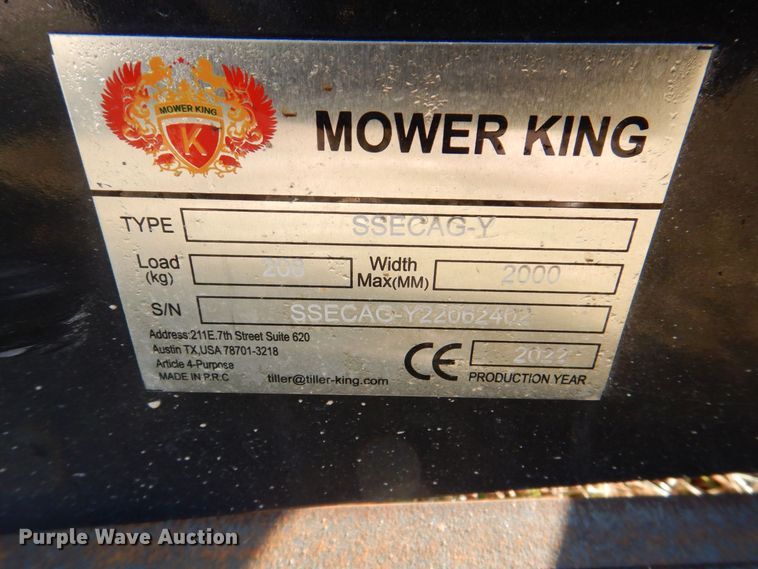 MOWER KING
K
MOWER KING
TYPE SSECAG-Y
Load (kg) 208 Width Max(MM) 2000
S/N SSECAG-Y22062402
Address:211E.7th Street Suite 620
Austin TX,USA 78701-3218
Article 4-Purpose
MADE IN P.R.C
tiller@tiller-king.com
CE
2022
PRODUCTION YEAR
Purple Wave Auction